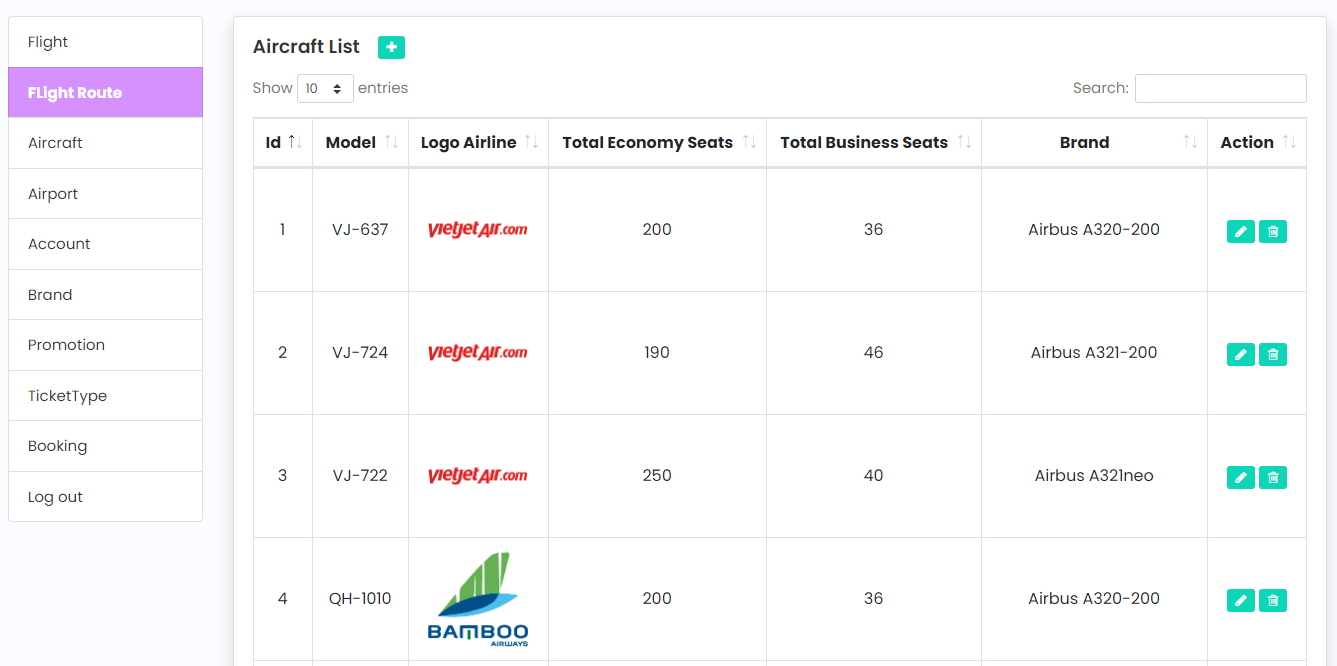 Flight
FLight Route
Aircraft
Airport
Account
Brand
Promotion
TicketType
Booking
Log out
Aircraft List
Show 10 entries Search:
Id Model Logo Airline Total Economy Seats Total Business Seats Brand Action
1 VJ-637 vietjetAir.com 200 36 Airbus A320-200
2 VJ-724 vietjetAir.com 190 46 Airbus A321-200
3 VJ-722 vietjetAir.com 250 40 Airbus A321neo
4 QH-1010 BAMBOO AIRWAYS 200 36 Airbus A320-200